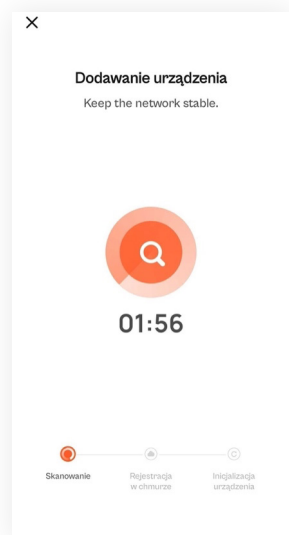 Dodawanie urządzenia
Keep the network stable.
01:56
Skanowanie
Rejestracja
w chmurze
Inicjalizacja
urządzenia